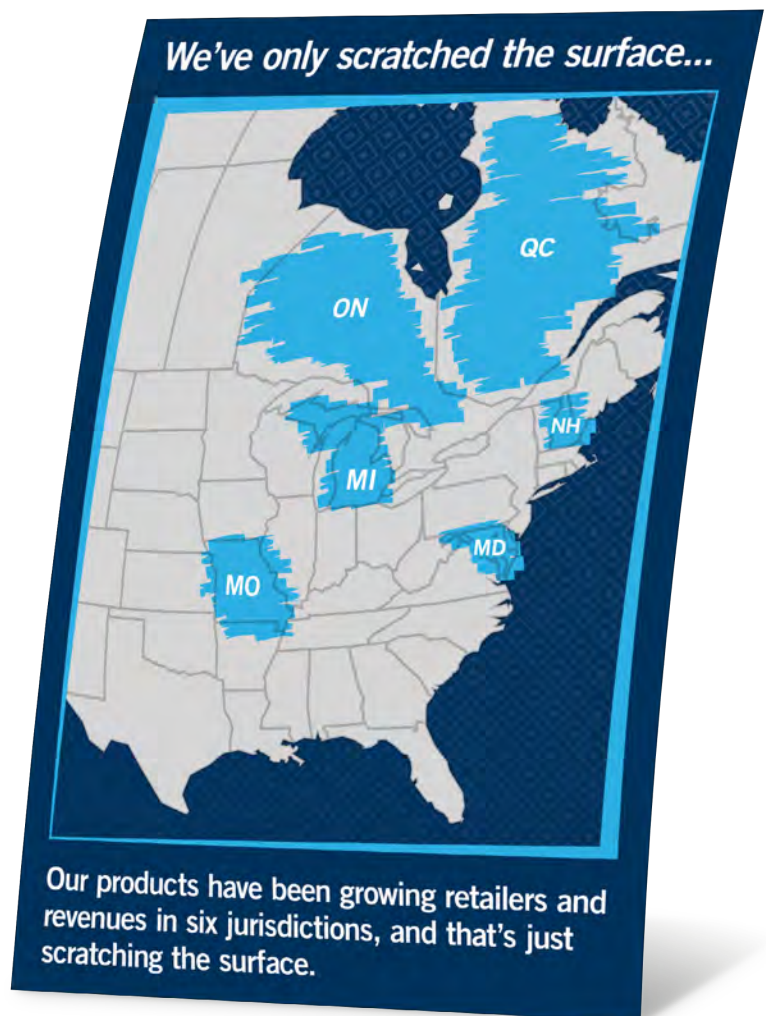 We've only scratched the surface...
QC
ON
NH
MI
MD
MO
Our products have been growing retailers and
revenues in six jurisdictions, and that's just
scratching the surface.